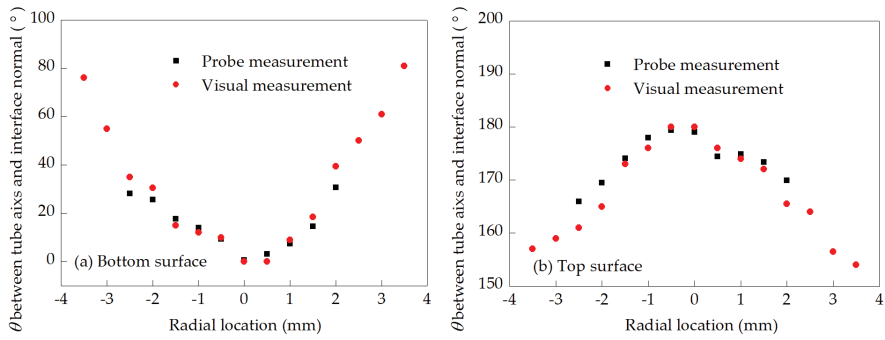 θ between tube aixs and interface normal (°)
100
80
60
40
20
0
Probe measurement
Visual measurement
(a) Bottom surface
-4 -3 -2 -1 0 1 2 3 4
Radial location (mm)
θ between tube aixs and interface normal (°)
200
190
180
170
160
150
Probe measurement
Visual measurement
(b) Top surface
-4 -3 -2 -1 0 1 2 3 4
Radial location (mm)